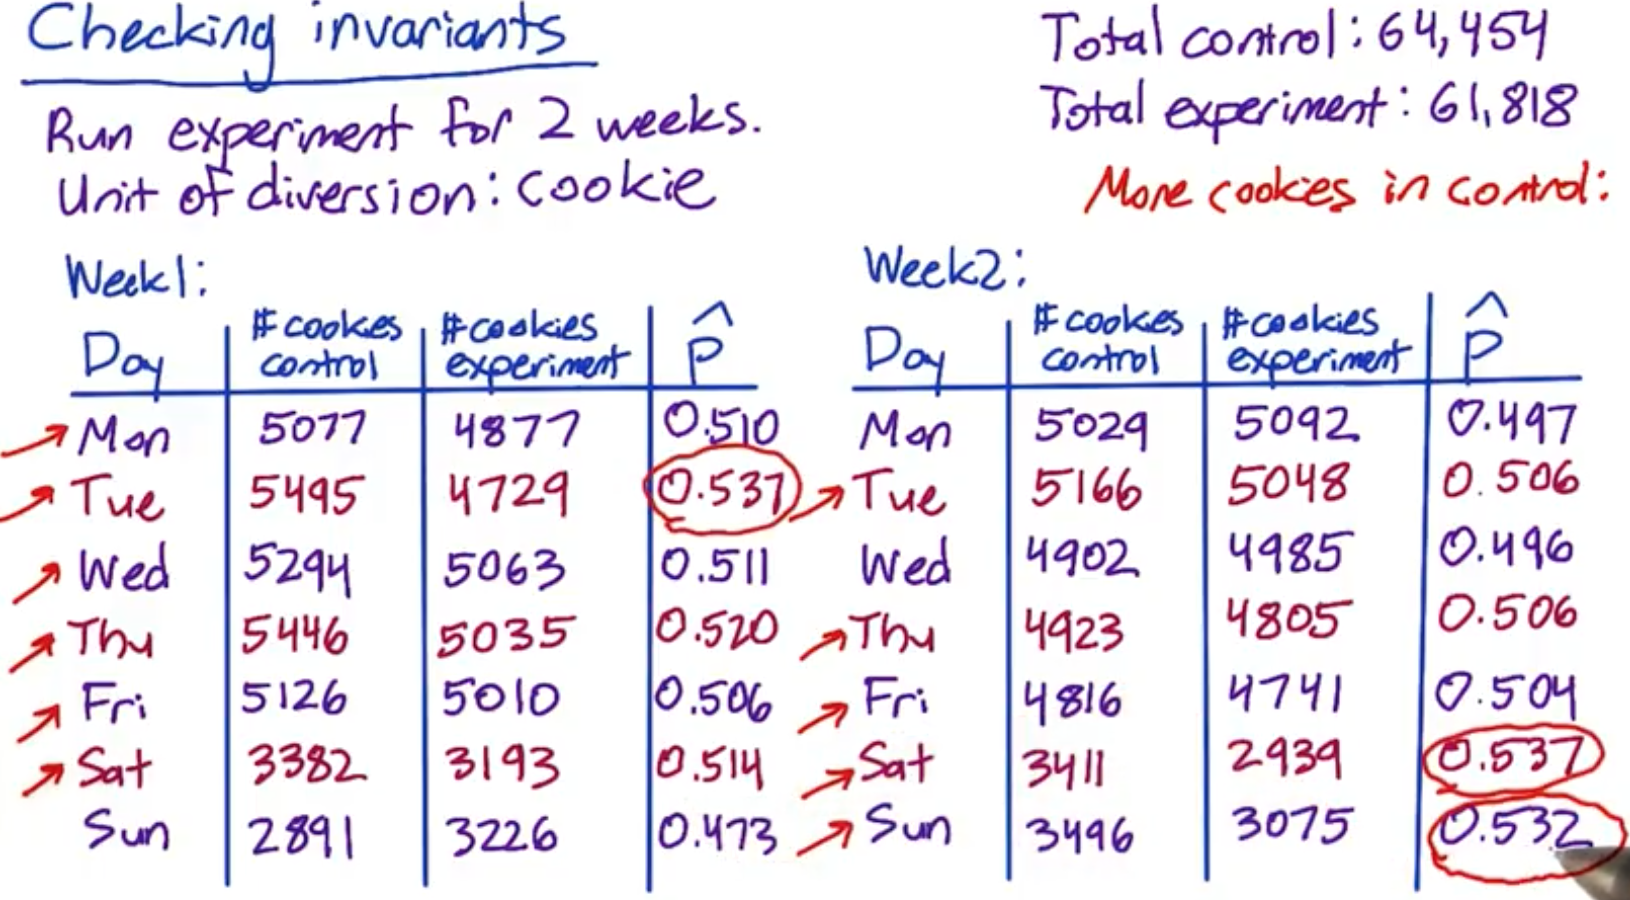 Checking invariants
Run experiment for 2 weeks.
Unit of diversion: cookie
Total control: 64,454
Total experiment: 61,818
More cookies in control:
Week1:
Day #cookies control #cookies experiment p̂
Mon 5077 4877 0.510
Tue 5495 4729 0.537
Wed 5294 5063 0.511
Thu 5446 5035 0.520
Fri 5126 5010 0.506
Sat 3382 3193 0.514
Sun 2891 3226 0.473
Week2:
Day #cookies control #cookies experiment p̂
Mon 5029 5092 0.497
Tue 5166 5048 0.506
Wed 4902 4985 0.496
Thu 4923 4805 0.506
Fri 4816 4741 0.504
Sat 3411 2939 0.537
Sun 3496 3075 0.532